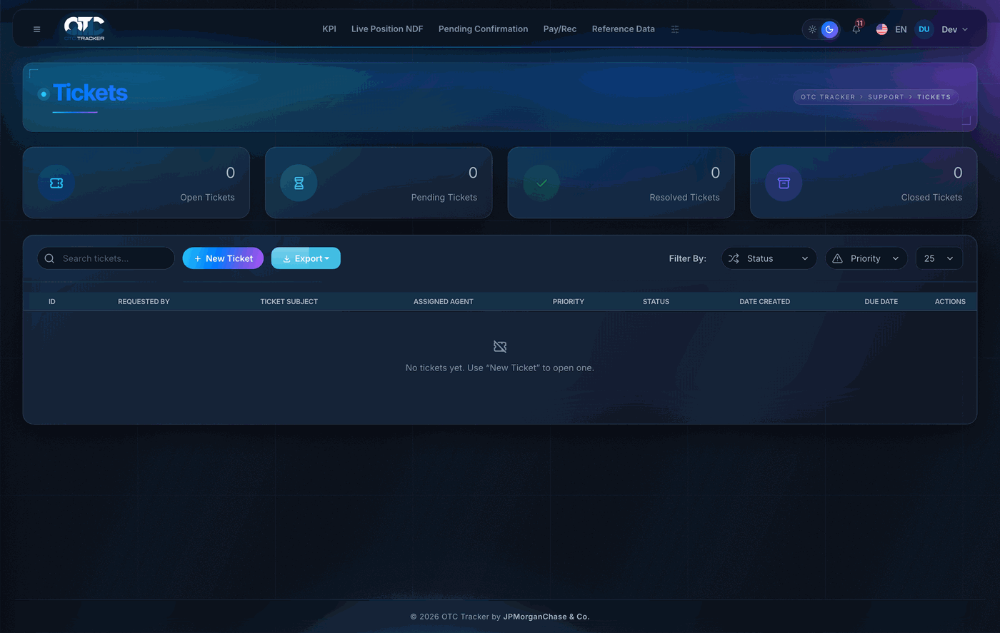 OTC
OTC TRACKER
KPI
Live Position NDF
Pending Confirmation
Pay/Rec
Reference Data
11
EN
DU
Dev
Tickets
OTC TRACKER > SUPPORT > TICKETS
0
Open Tickets
0
Pending Tickets
0
Resolved Tickets
0
Closed Tickets
Search tickets...
+ New Ticket
Export
Filter By:
Status
Priority
25
ID
REQUESTED BY
TICKET SUBJECT
ASSIGNED AGENT
PRIORITY
STATUS
DATE CREATED
DUE DATE
ACTIONS
No tickets yet. Use “New Ticket” to open one.
© 2026 OTC Tracker by JPMorganChase & Co.